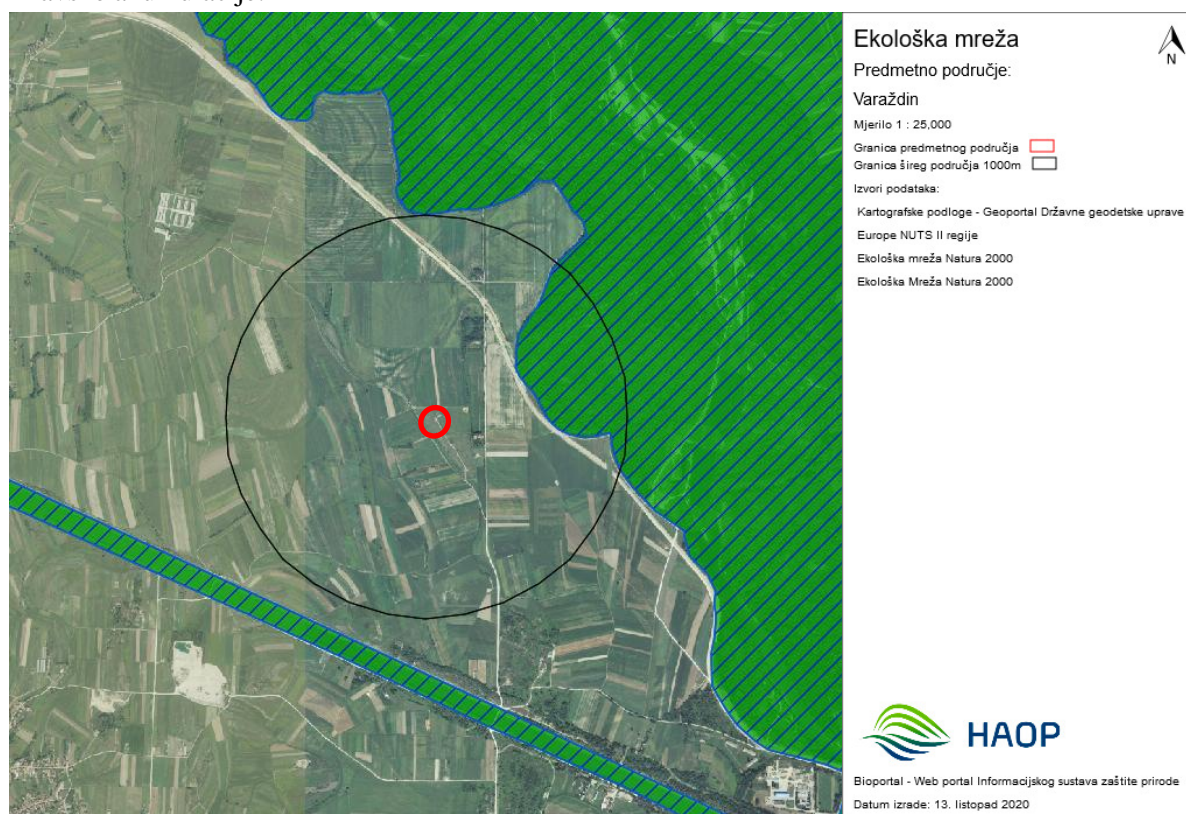 Ekološka mreža
N
Predmetno područje:
Varaždin
Mjerilo 1 : 25,000
Granica predmetnog područja
Granica šireg područja 1000m
Izvori podataka:
Kartografske podloge - Geoportal Državne geodetske uprave
Europe NUTS II regije
Ekološka mreža Natura 2000
Ekološka Mreža Natura 2000
HAOP
Bioportal - Web portal Informacijskog sustava zaštite prirode
Datum izrade: 13. listopad 2020